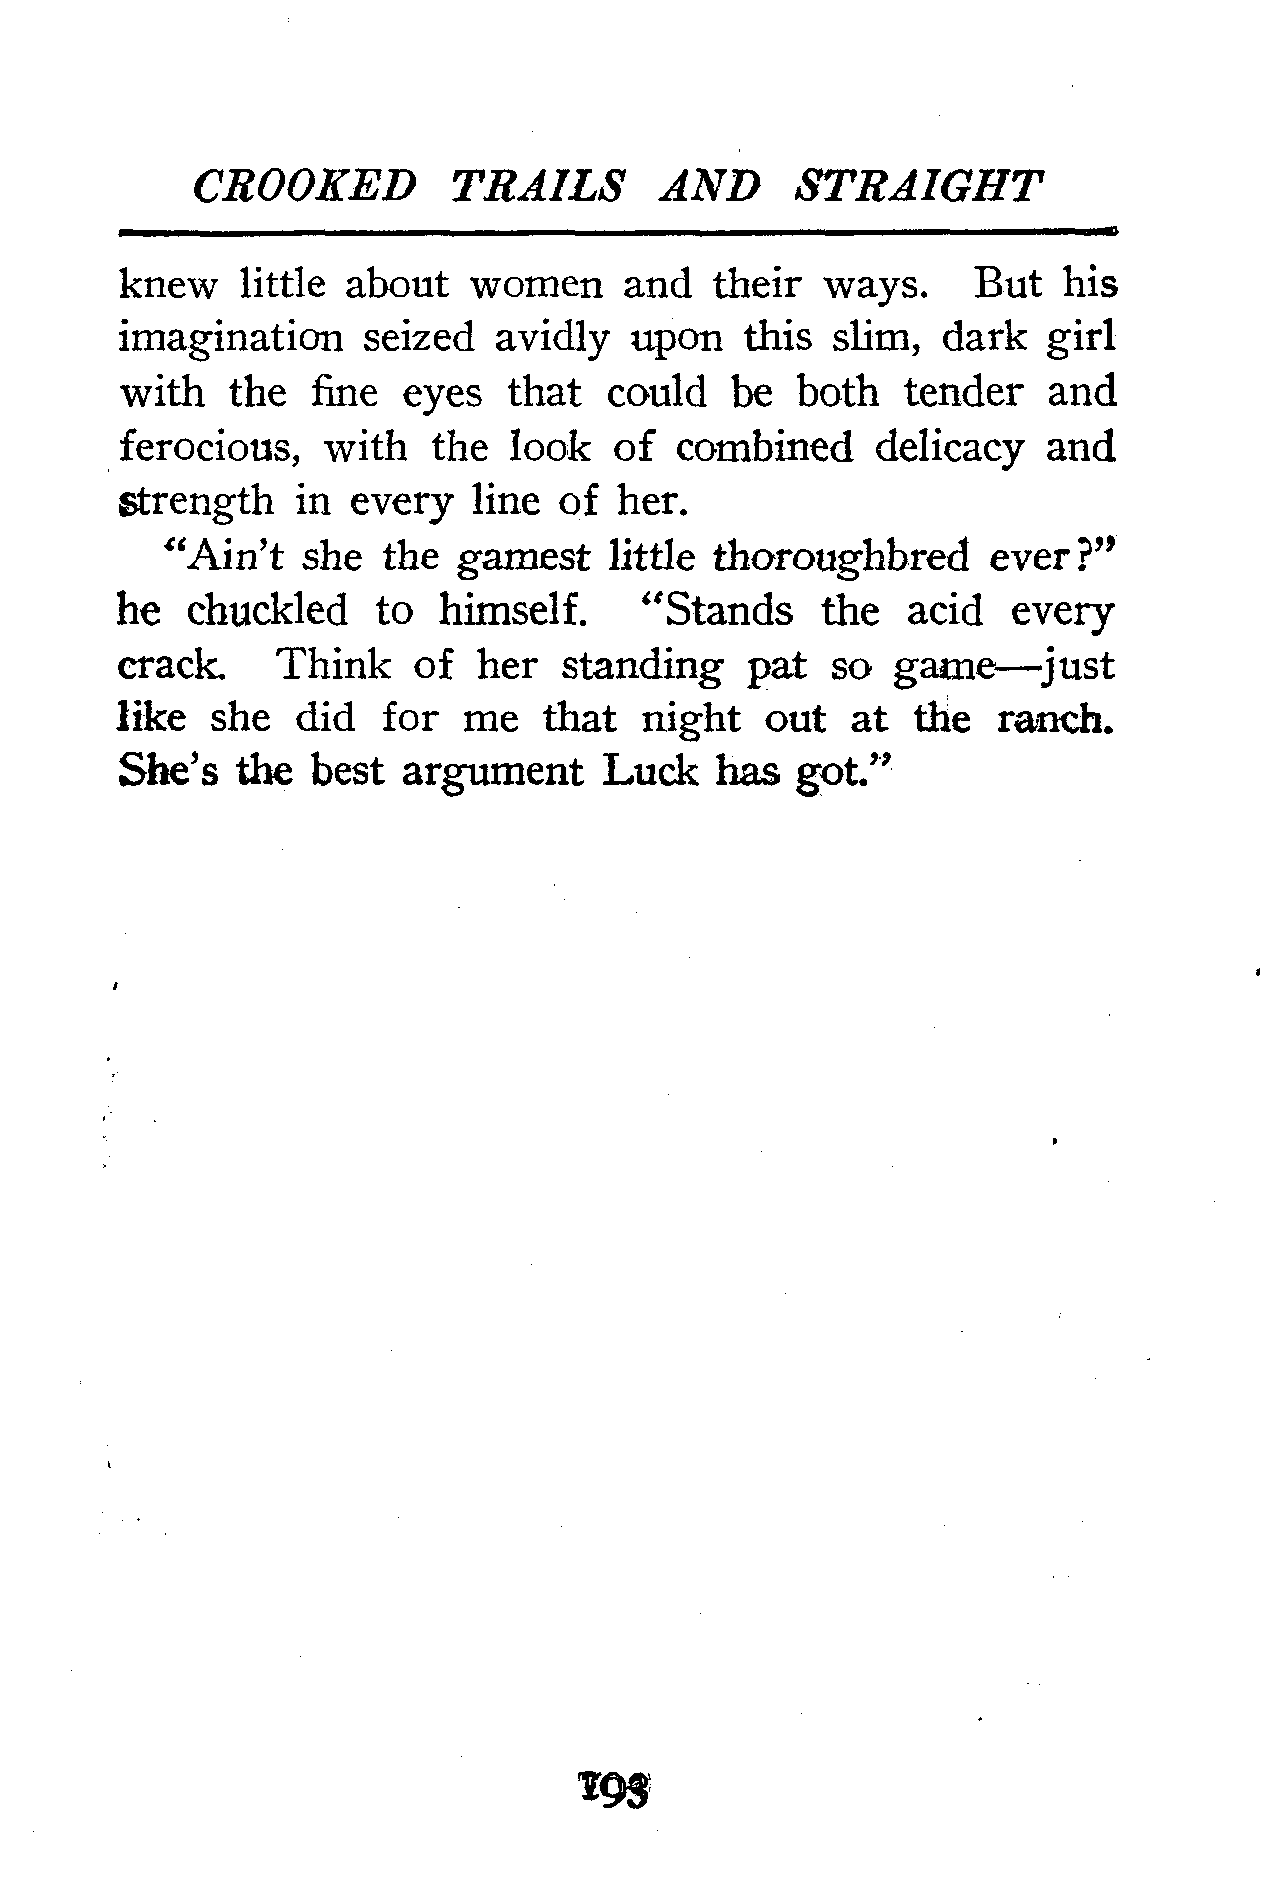 CROOKED TRAILS AND STRAIGHT
knew little about women and their ways. But his
imagination seized avidly upon this slim, dark girl
with the fine eyes that could be both tender and
ferocious, with the look of combined delicacy and
strength in every line of her.
“Ain’t she the gamest little thoroughbred ever?”
he chuckled to himself. “Stands the acid every
crack. Think of her standing pat so game—just
like she did for me that night out at the ranch.
She’s the best argument Luck has got.”
193